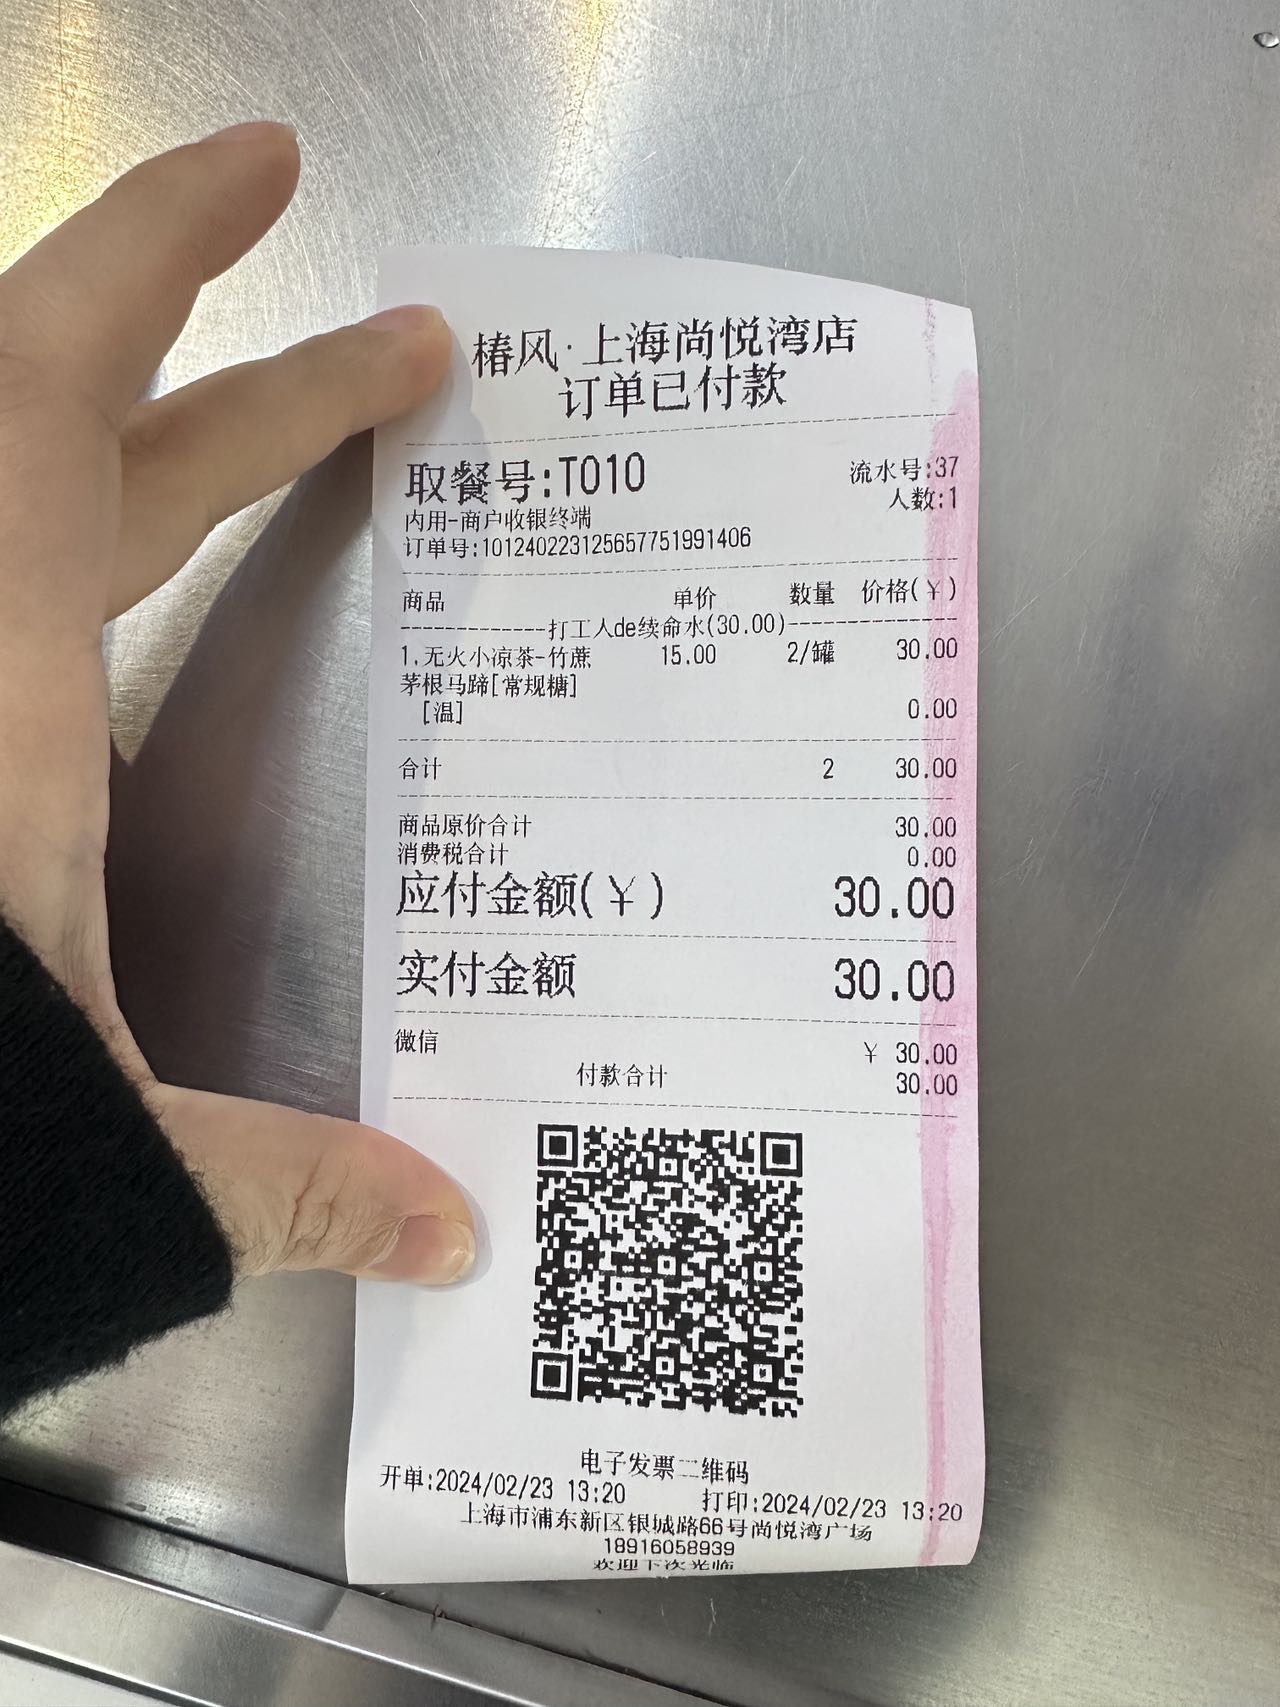 椿风·上海尚悦湾店
订单已付款
取餐号:T010 流水号:37
人数:1
内用-商户收银终端
订单号:101240223125657751991406
商品 单价 数量 价格(¥)
-------------打工人de续命水(30.00)-------------
1.无火小凉茶-竹蔗 15.00 2/罐 30.00
茅根马蹄[常规糖]
[温] 0.00
合计 2 30.00
商品原价合计 30.00
消费税合计 0.00
应付金额(¥) 30.00
实付金额 30.00
微信 ¥ 30.00
付款合计 30.00
电子发票二维码
开单:2024/02/23 13:20 打印:2024/02/23 13:20
上海市浦东新区银城路66号尚悦湾广场
18916058939
欢迎下次光临